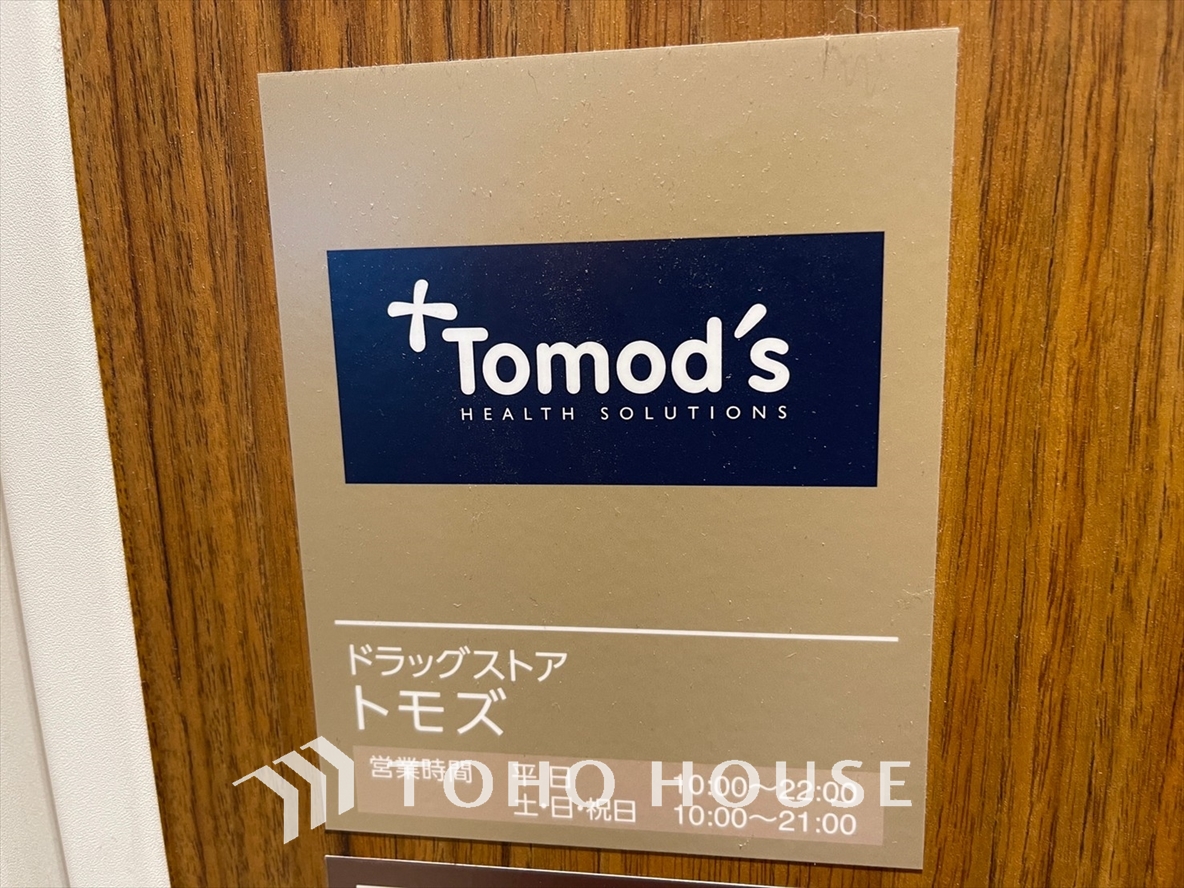 Tomod's
HEALTH SOLUTIONS
ドラッグストア
トモズ
営業時間 平日 10:00〜22:00
土・日・祝日 10:00〜21:00
TOHO HOUSE